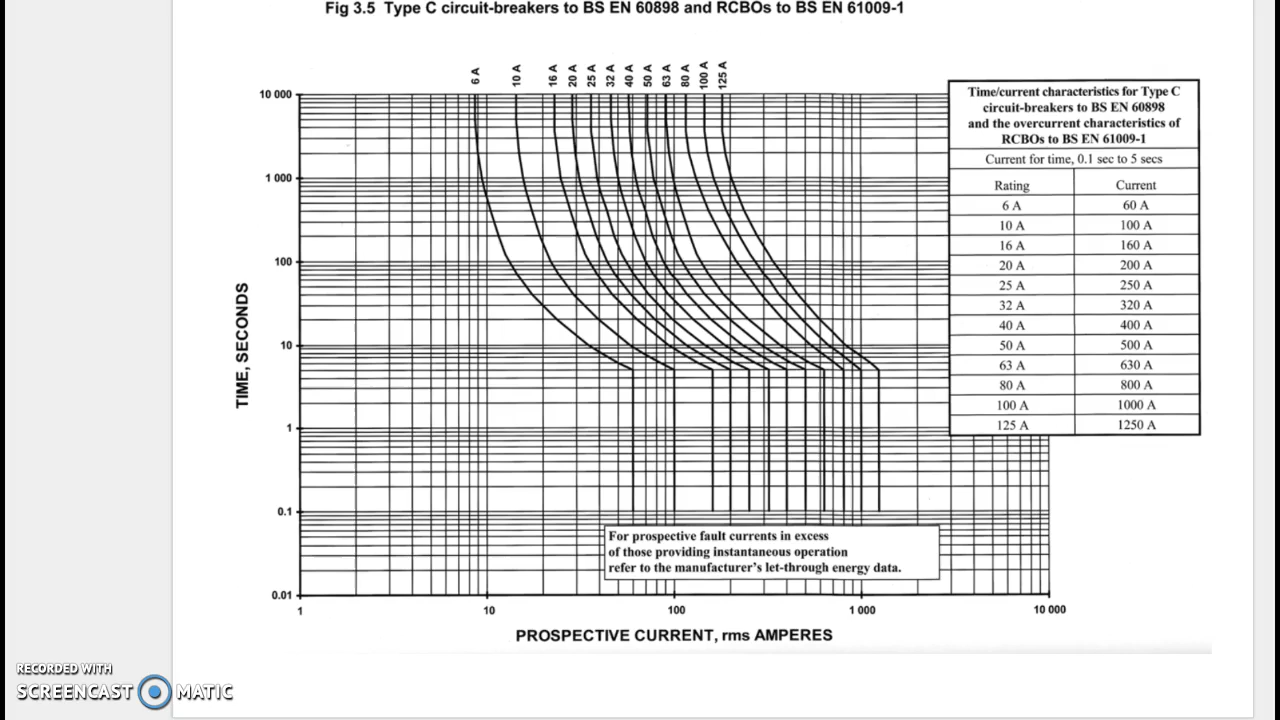 Fig 3.5 Type C circuit-breakers to BS EN 60898 and RCBOs to BS EN 61009-1
6 A
10 A
16 A
20 A
25 A
32 A
40 A
50 A
63 A
80 A
100 A
125 A
10 000
1 000
100
10
1
0.1
0.01
TIME, SECONDS
1
10
100
1 000
10 000
PROSPECTIVE CURRENT, rms AMPERES
For prospective fault currents in excess
of those providing instantaneous operation
refer to the manufacturer's let-through energy data.
Time/current characteristics for Type C
circuit-breakers to BS EN 60898
and the overcurrent characteristics of
RCBOs to BS EN 61009-1
Current for time, 0.1 sec to 5 secs
Rating Current
6 A 60 A
10 A 100 A
16 A 160 A
20 A 200 A
25 A 250 A
32 A 320 A
40 A 400 A
50 A 500 A
63 A 630 A
80 A 800 A
100 A 1000 A
125 A 1250 A
RECORDED WITH
SCREENCAST MATIC